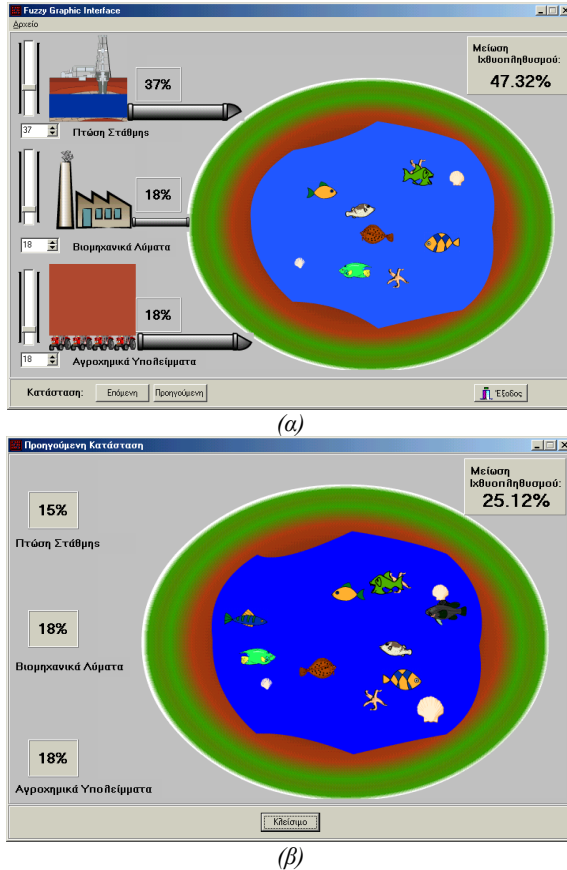 Fuzzy Graphic Interface
Αρχείο
Μείωση
Ιχθυοπληθυσμού:
47.32%
37%
37
Πτώση Στάθμης
18%
18
Βιομηχανικά Λύματα
18%
18
Αγροχημικά Υπολείμματα
Κατάσταση:
Επόμενη
Προηγούμενη
Έξοδος
(α)
Προηγούμενη Κατάσταση
Μείωση
Ιχθυοπληθυσμού:
25.12%
15%
Πτώση Στάθμης
18%
Βιομηχανικά Λύματα
18%
Αγροχημικά Υπολείμματα
Κλείσιμο
(β)